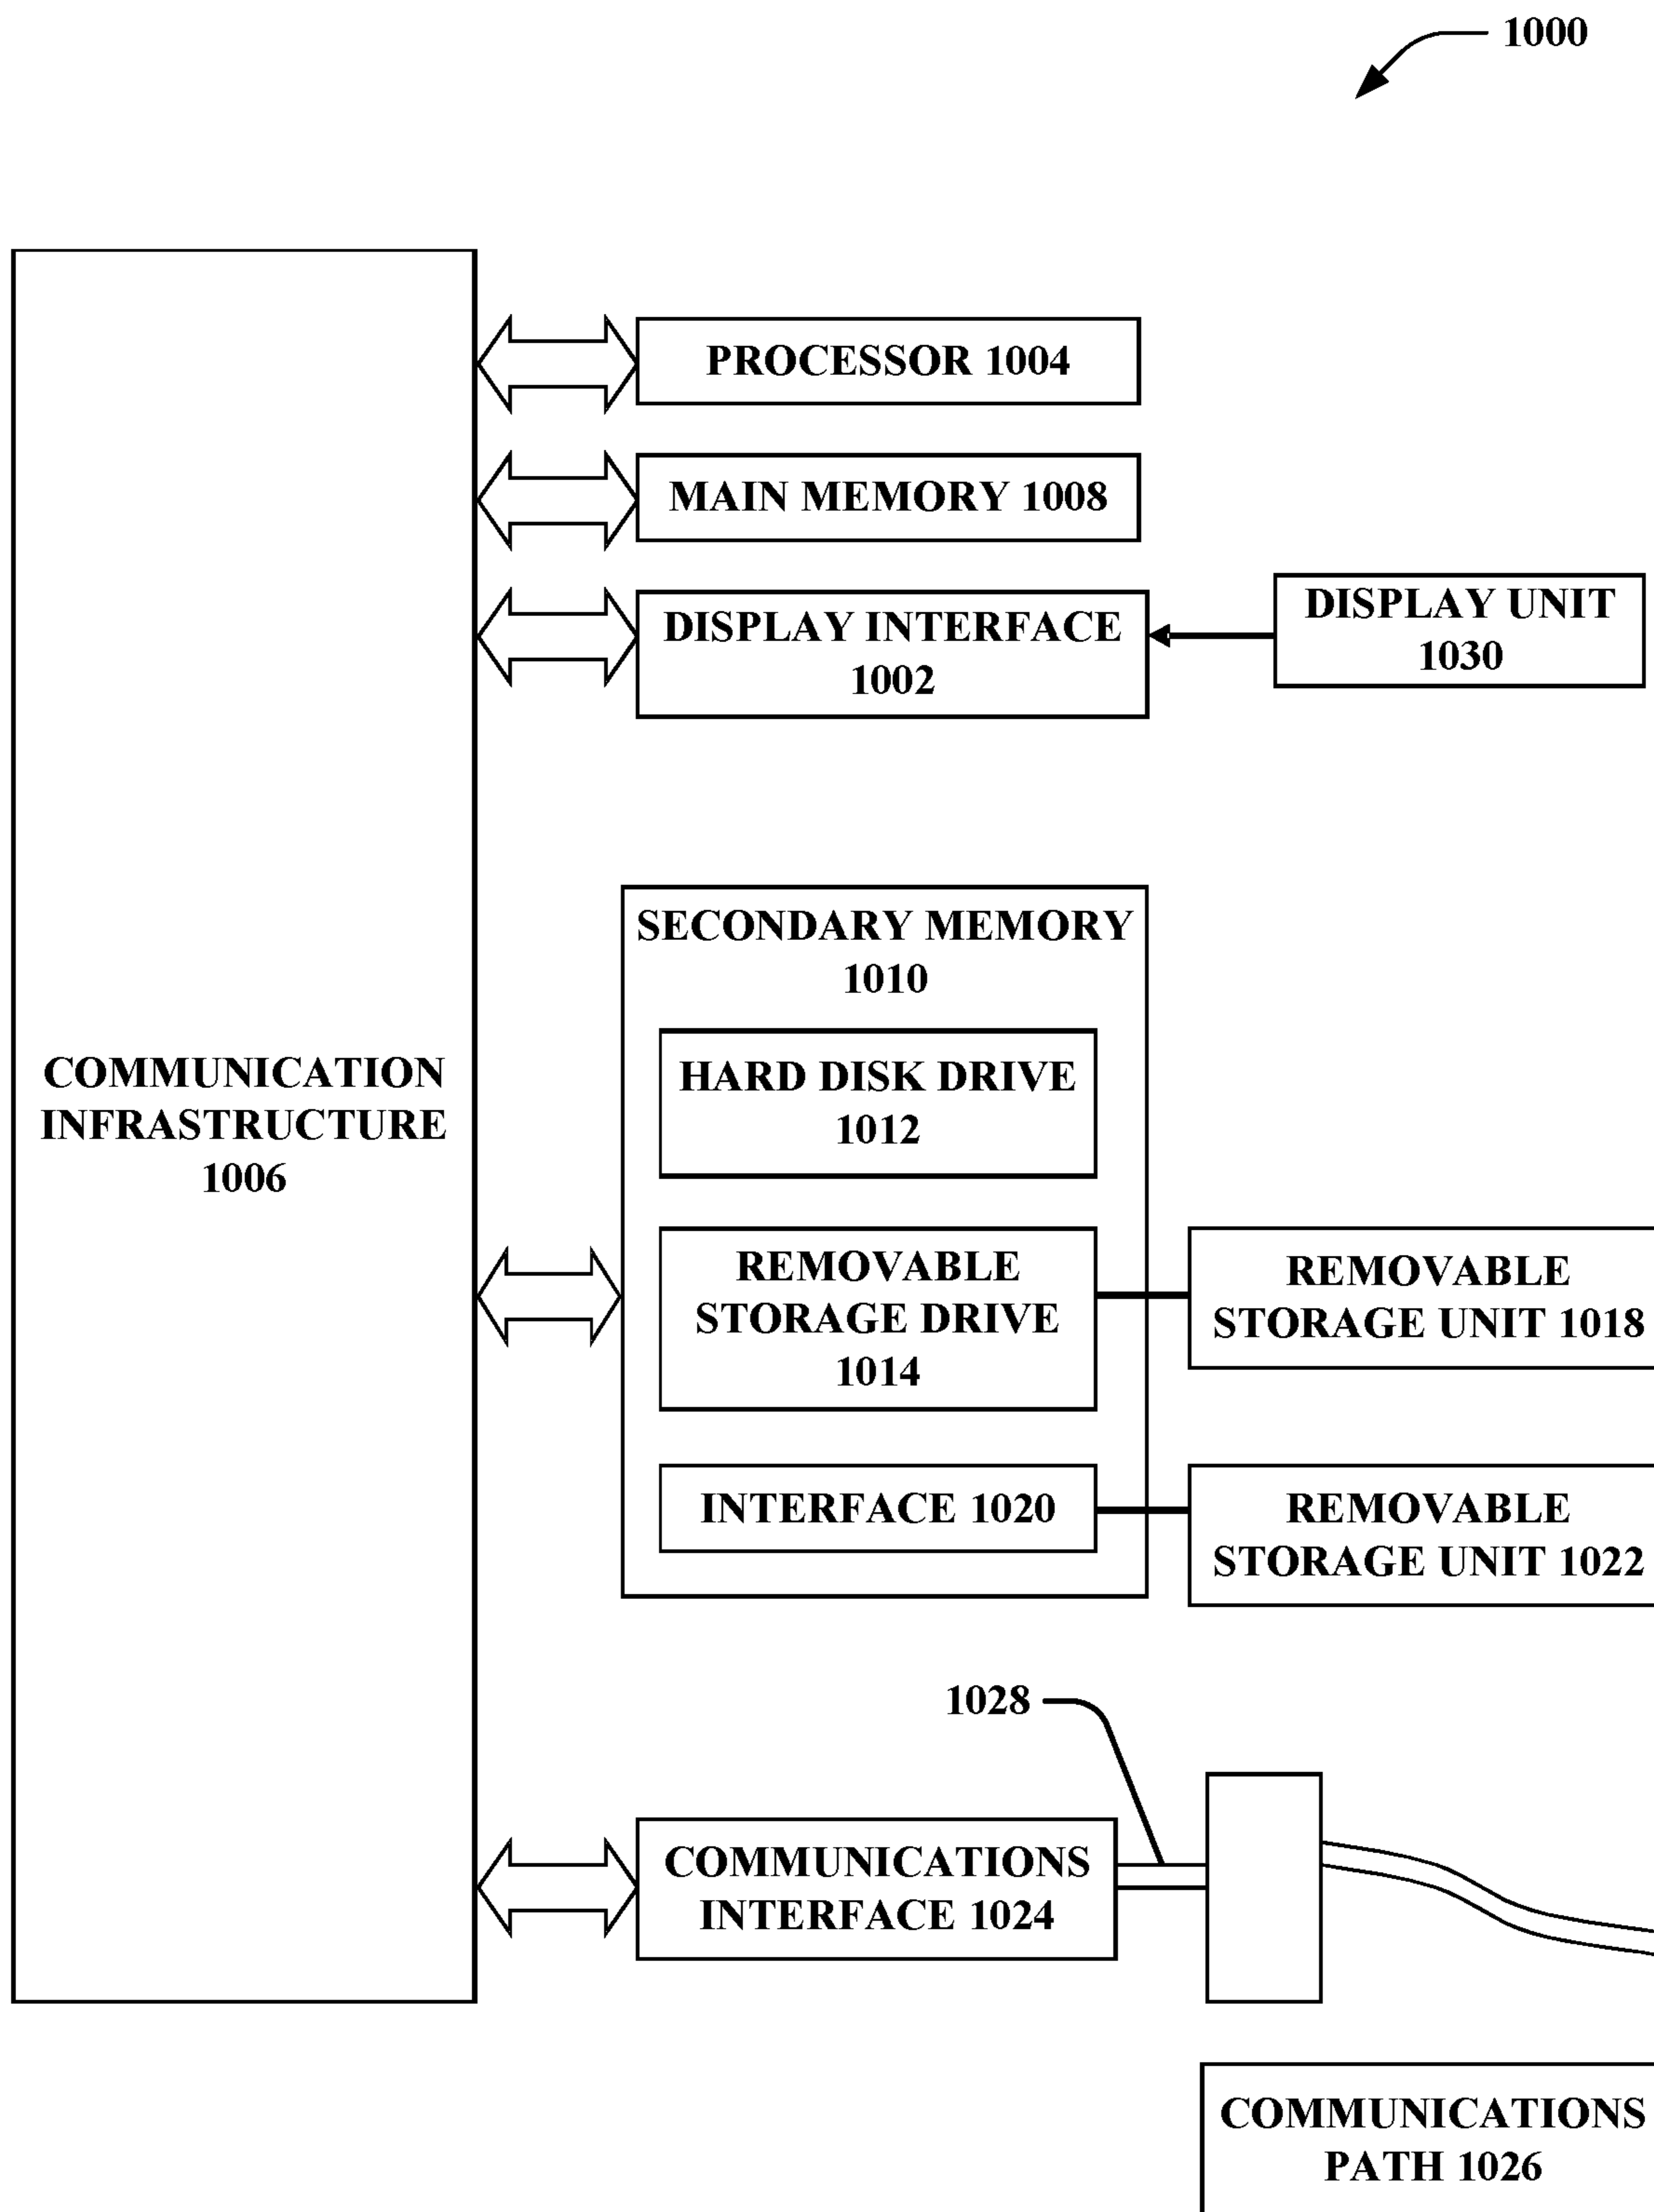 1000
PROCESSOR 1004
MAIN MEMORY 1008
DISPLAY INTERFACE
1002
DISPLAY UNIT
1030
SECONDARY MEMORY
1010
HARD DISK DRIVE
1012
COMMUNICATION
INFRASTRUCTURE
1006
REMOVABLE
STORAGE DRIVE
1014
REMOVABLE
STORAGE UNIT 1018
INTERFACE 1020
REMOVABLE
STORAGE UNIT 1022
1028
COMMUNICATIONS
INTERFACE 1024
COMMUNICATIONS
PATH 1026